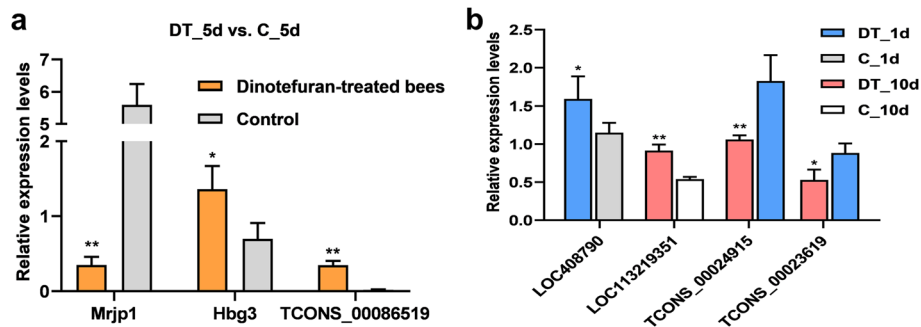 a
DT_5d vs. C_5d
Relative expression levels
7
6
5
2
1
0
**
*
**
Dinotefuran-treated bees
Control
Mrjp1
Hbg3
TCONS_00086519
b
Relative expression levels
2.5
2.0
1.5
1.0
0.5
0.0
*
**
**
*
DT_1d
C_1d
DT_10d
C_10d
LOC408790
LOC113219351
TCONS_00024915
TCONS_00023619